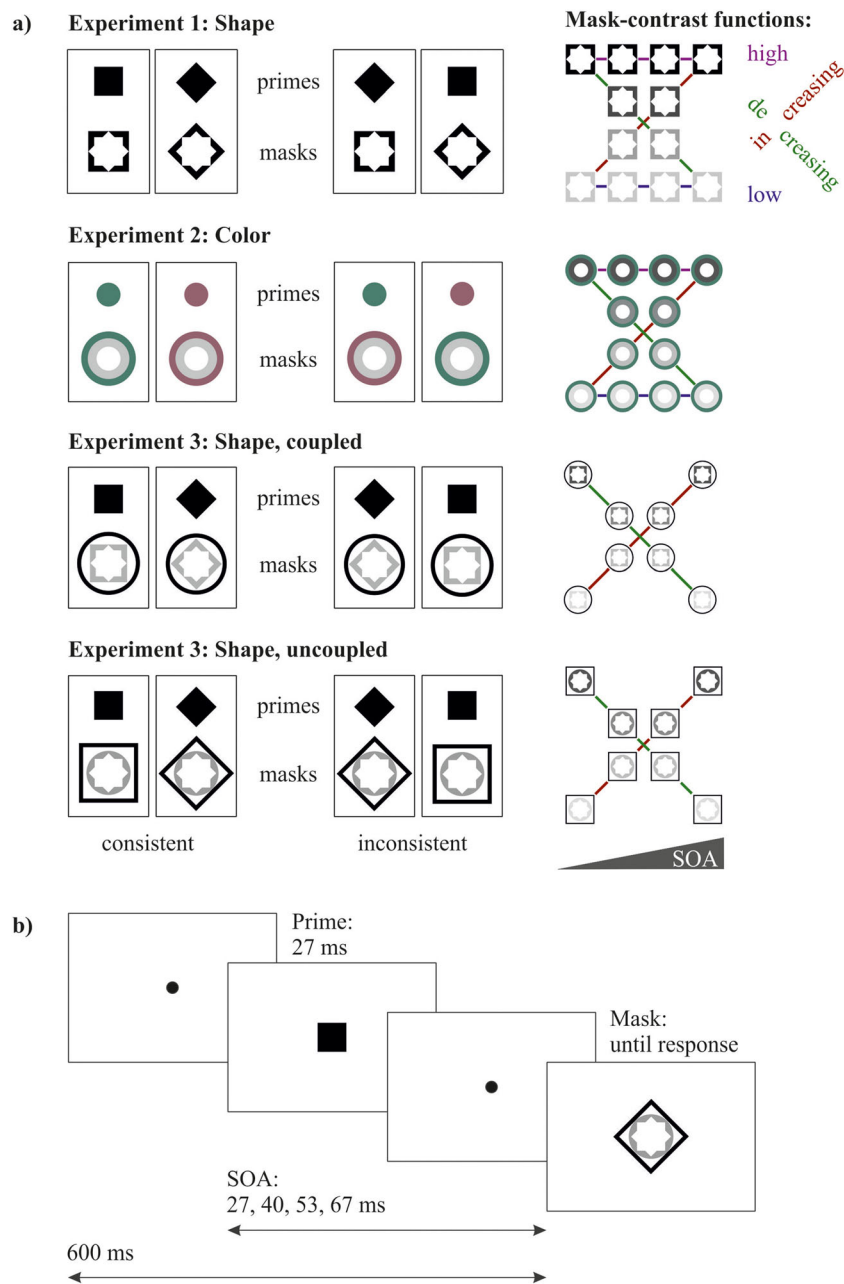 a)
Experiment 1: Shape
Mask-contrast functions:
primes
masks
high
de creasing
in creasing
low
Experiment 2: Color
primes
masks
Experiment 3: Shape, coupled
primes
masks
Experiment 3: Shape, uncoupled
primes
masks
consistent
inconsistent
SOA
b)
Prime:
27 ms
Mask:
until response
SOA:
27, 40, 53, 67 ms
600 ms